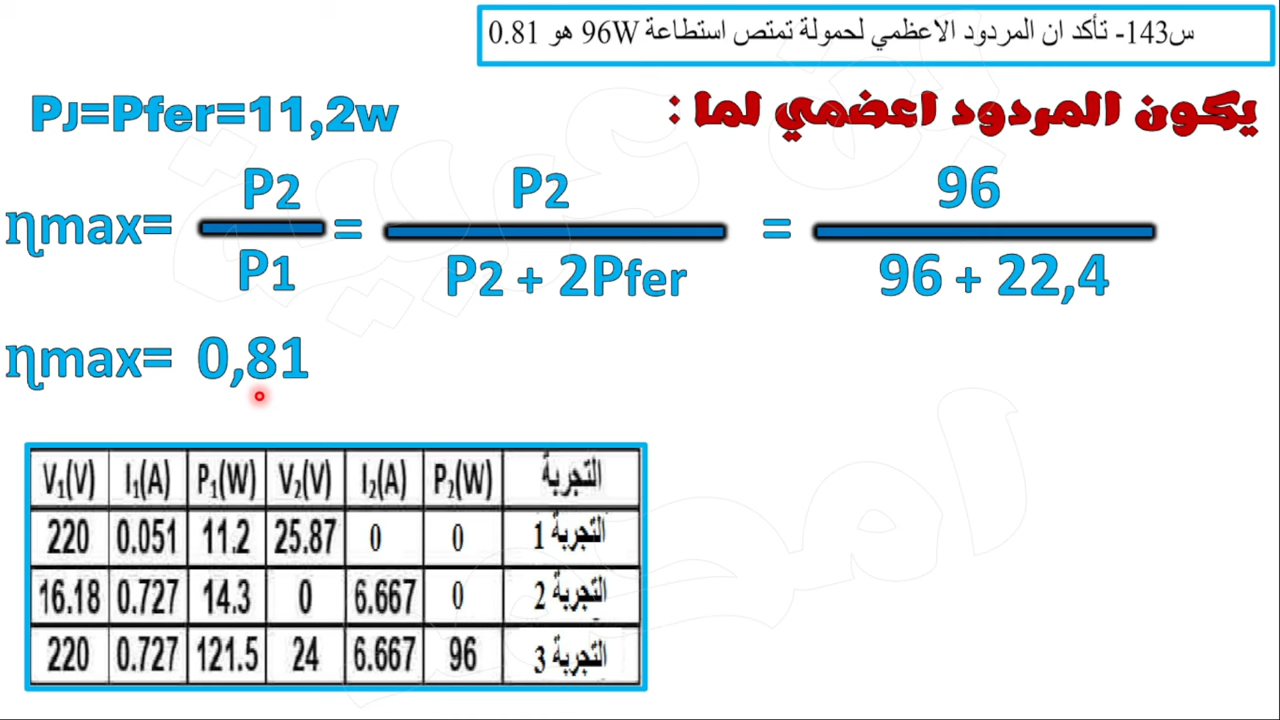 س143- تأكد ان المردود الاعظمي لحمولة تمتص استطاعة 96W هو 0.81
يكون المردود اعضمي لما :
PJ=Pfer=11,2w
ηmax= P2 / P1 = P2 / P2 + 2Pfer = 96 / 96 + 22,4
ηmax= 0,81
V₁(V) I₁(A) P₁(W) V₂(V) I₂(A) P₂(W) التجربة
220 0.051 11.2 25.87 0 0 التجربة 1
16.18 0.727 14.3 0 6.667 0 التجربة 2
220 0.727 121.5 24 6.667 96 التجربة 3